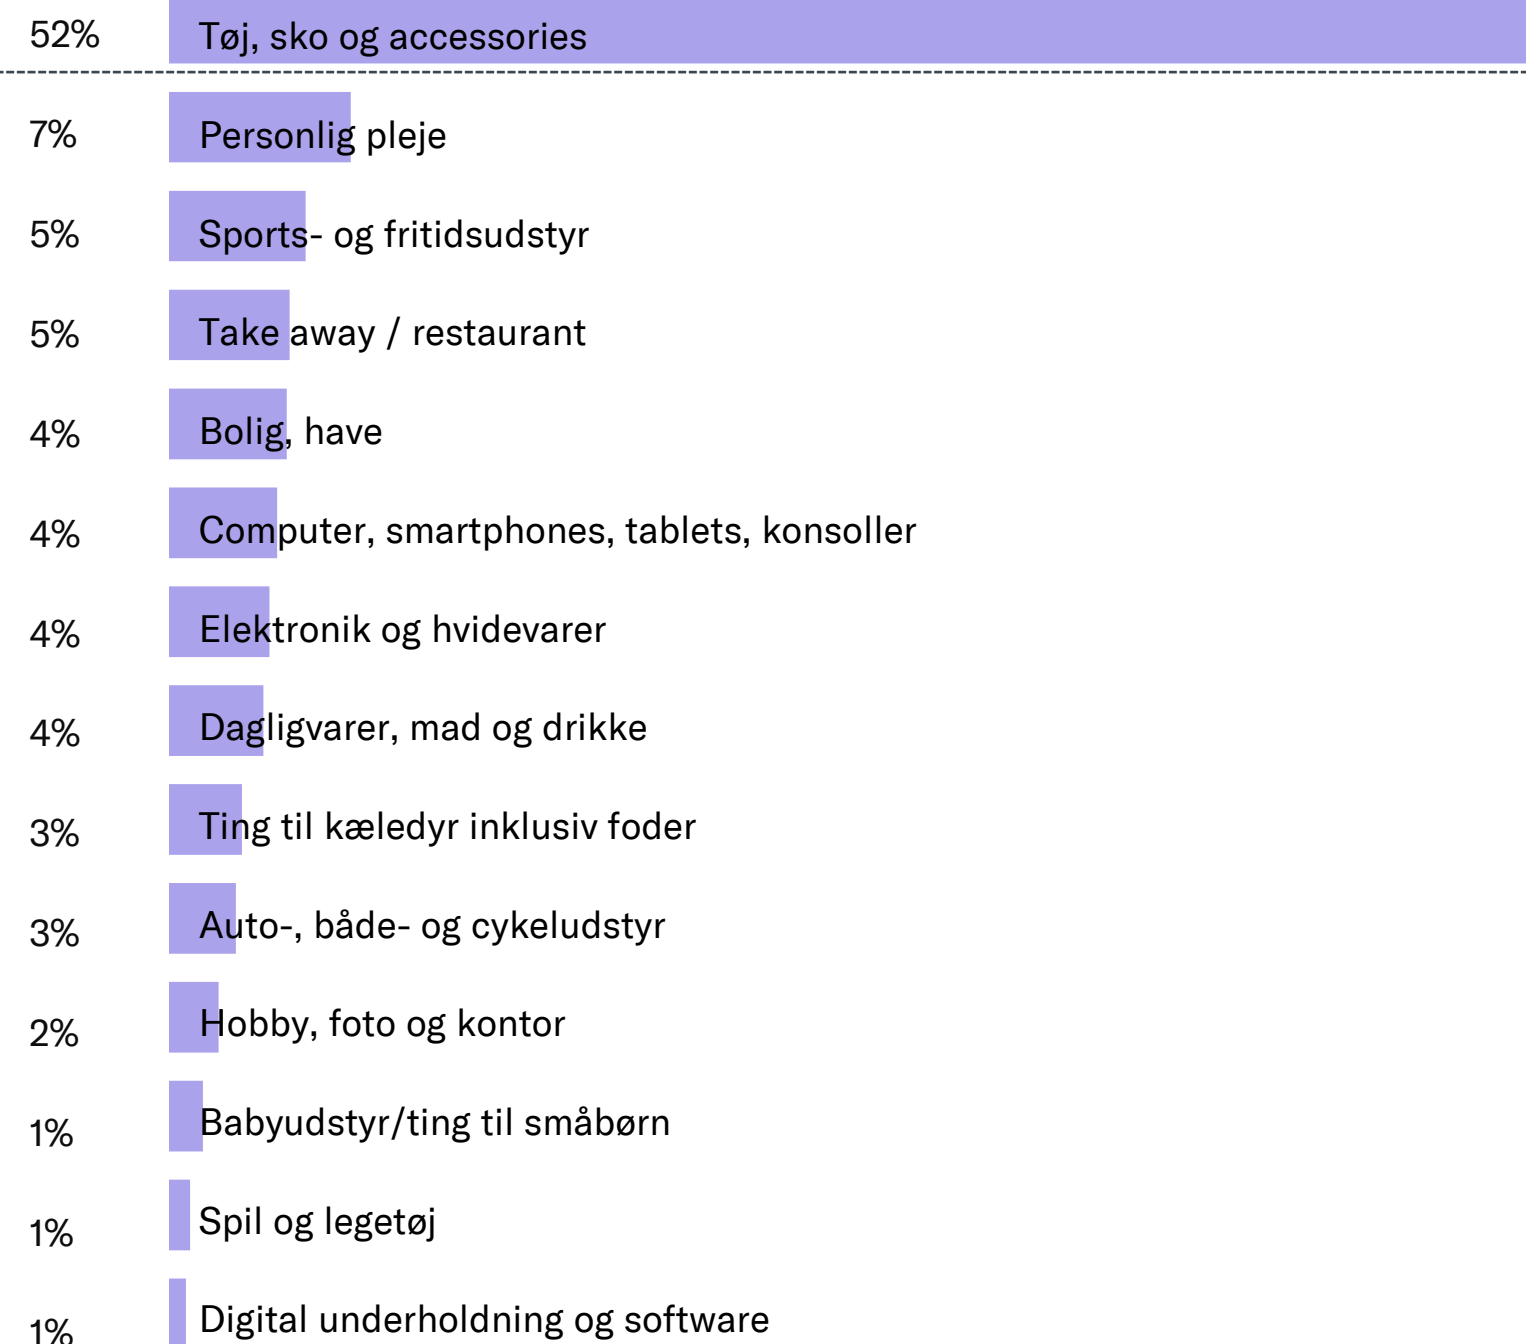 52% Tøj, sko og accessories
7% Personlig pleje
5% Sports- og fritidsudstyr
5% Take away / restaurant
4% Bolig, have
4% Computer, smartphones, tablets, konsoller
4% Elektronik og hvidevarer
4% Dagligvarer, mad og drikke
3% Ting til kæledyr inklusiv foder
3% Auto-, både- og cykeludstyr
2% Hobby, foto og kontor
1% Babyudstyr/ting til småbørn
1% Spil og legetøj
1% Digital underholdning og software